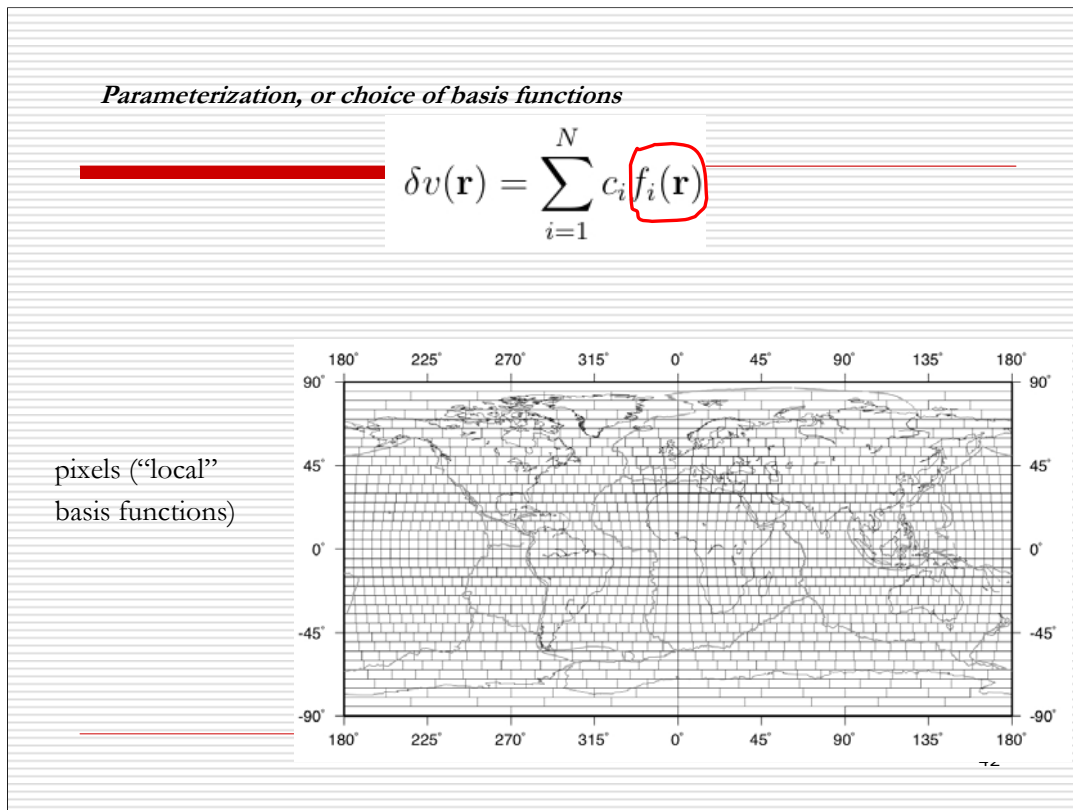 Parameterization, or choice of basis functions
δv(r) = \sum_{i=1}^{N} c_i f_i(r)
180° 225° 270° 315° 0° 45° 90° 135° 180°
90° 90°
45° 45°
pixels (“local”
basis functions)
0° 0°
-45° -45°
-90° -90°
180° 225° 270° 315° 0° 45° 90° 135° 180°